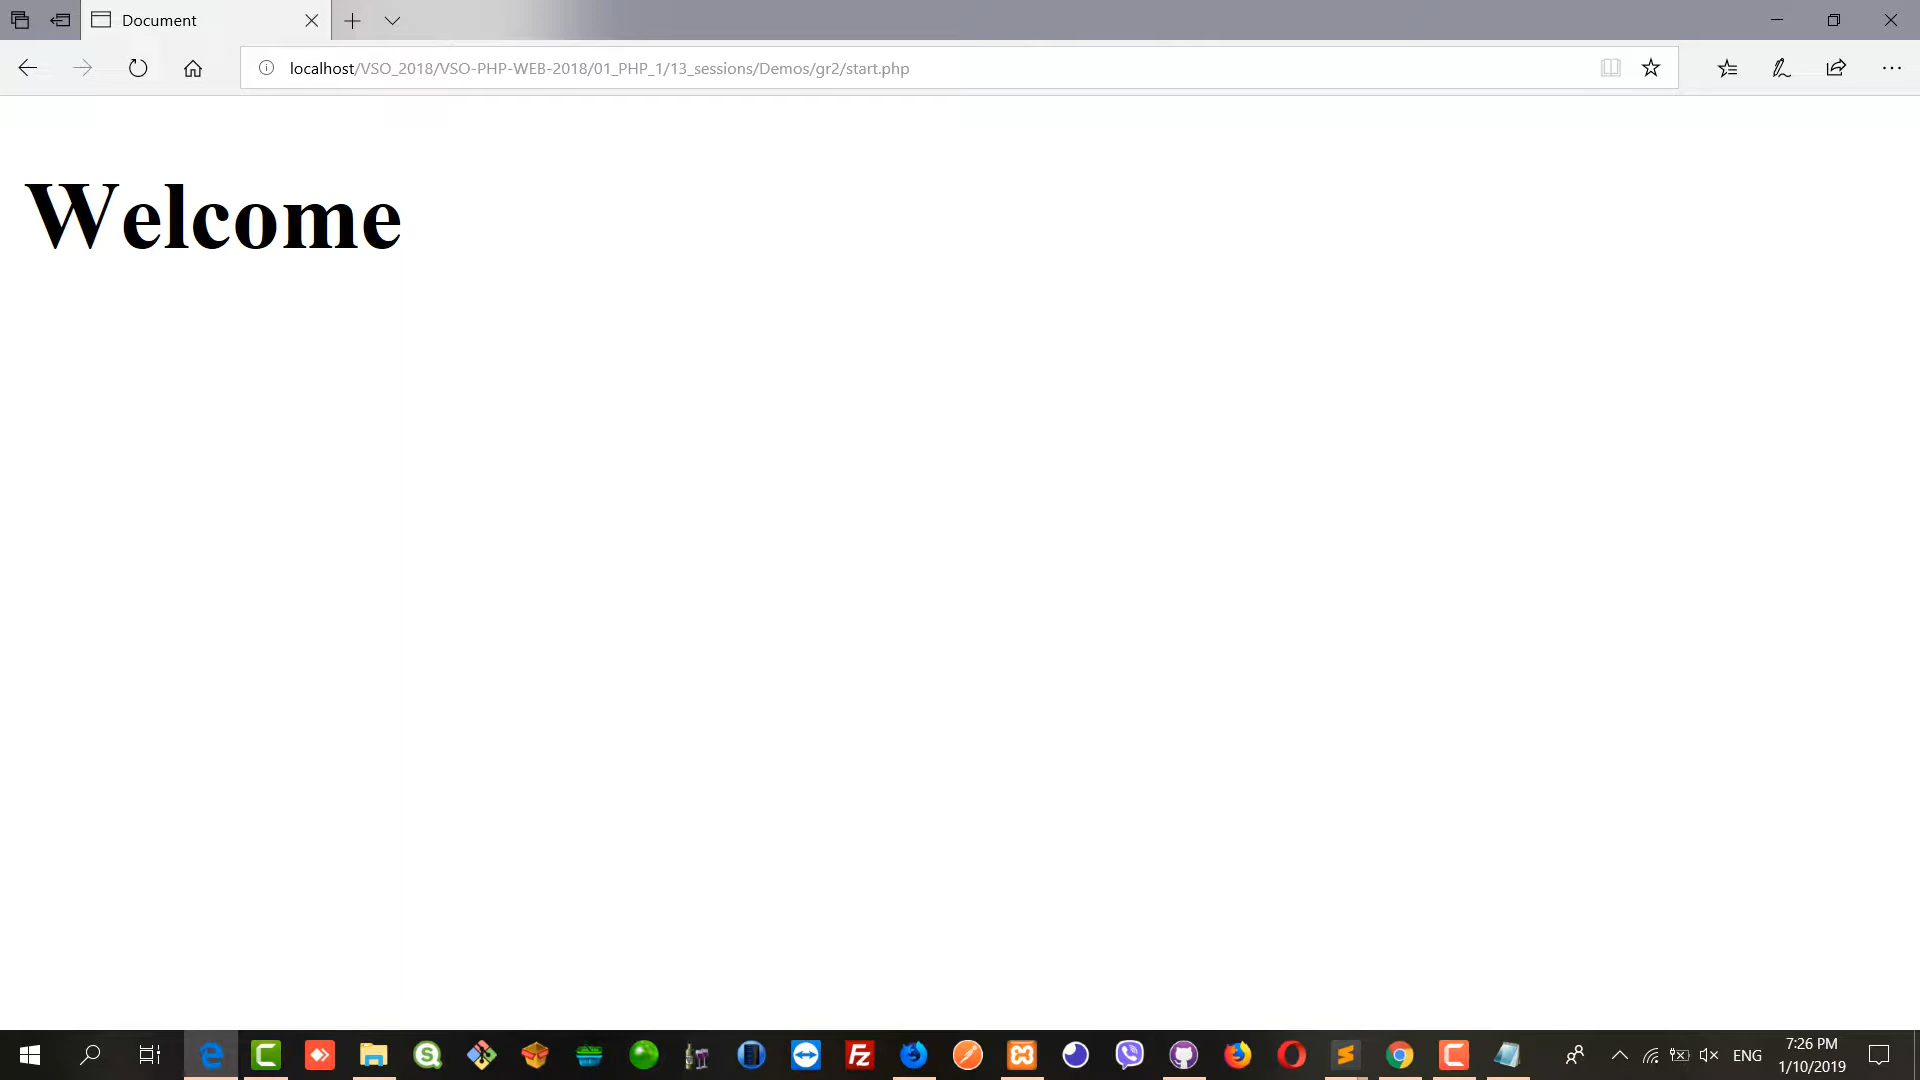 Document
localhost/VSO_2018/VSO-PHP-WEB-2018/01_PHP_1/13_sessions/Demos/gr2/start.php
Welcome
ENG
7:26 PM
1/10/2019